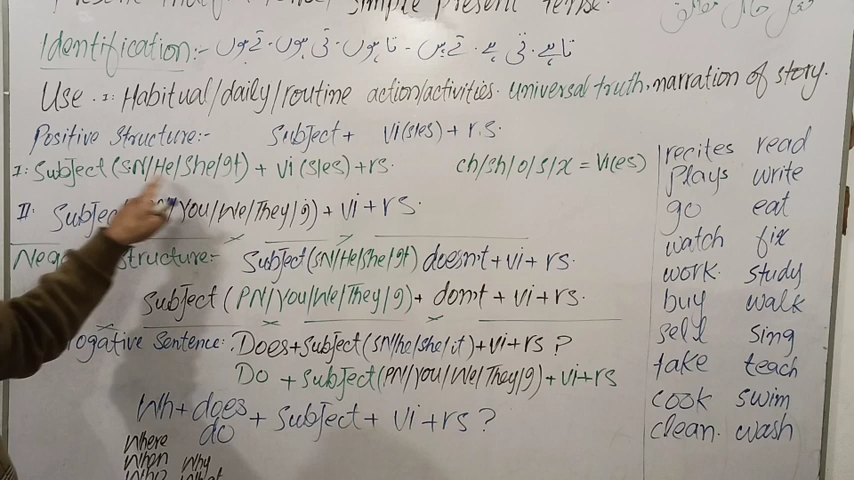 simple present tense.
Identification:- تا ہے . تی ہے . تے ہیں - تا ہوں - تی ہوں - تے ہوں
Use . I: Habitual/daily/routine action/activities. universal truth, narration of story.
Positive Structure:- Subject + Vi(s/es) + r.s.
I: Subject (SN/He/She/It) + Vi (s/es) + rs. ch/sh/o/s/x = Vi(es)
II. Subject /You/We/They/I) + Vi + rs.
Structure:- Subject (SN/He/She/It) doesn't + Vi + rs.
Subject (PN/You/We/They/I) + don't + Vi + rs.
rogative Sentence: Does + Subject (SN/he/she/it) + Vi + rs ?
Do + Subject (PN/You/We/They/I) + Vi + rs
Wh + does + Subject + Vi + rs ?
do
Where
When Why
Who What
recites read
plays write
go eat
watch fix
work. study
buy walk
sell sing
take teach
cook swim
clean. wash